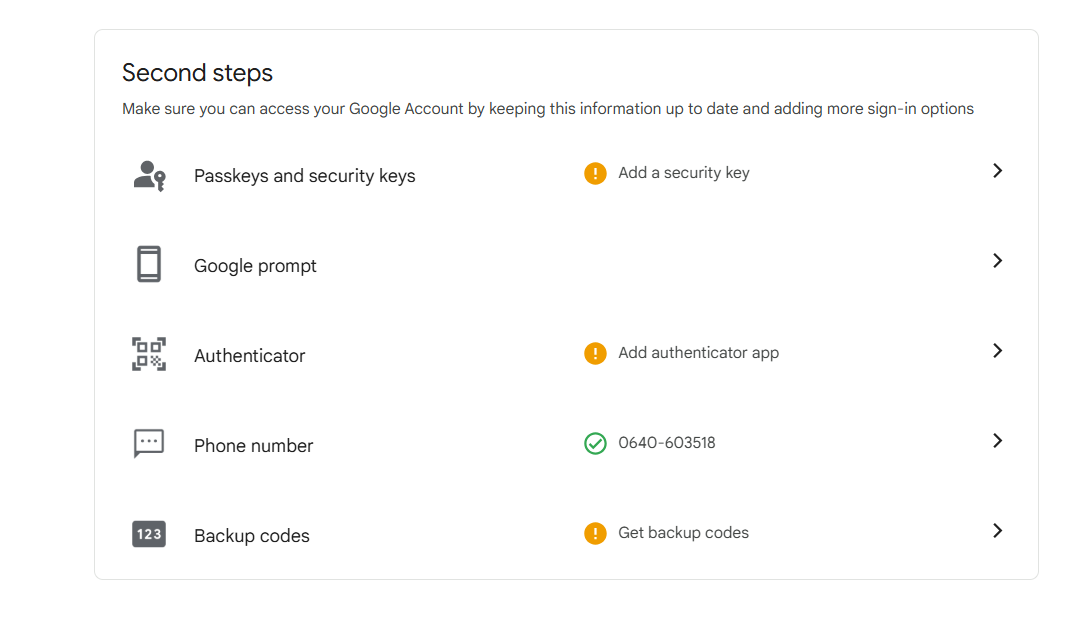 Second steps
Make sure you can access your Google Account by keeping this information up to date and adding more sign-in options
Passkeys and security keys
Add a security key
Google prompt
Authenticator
Add authenticator app
Phone number
0640-603518
123
Backup codes
Get backup codes